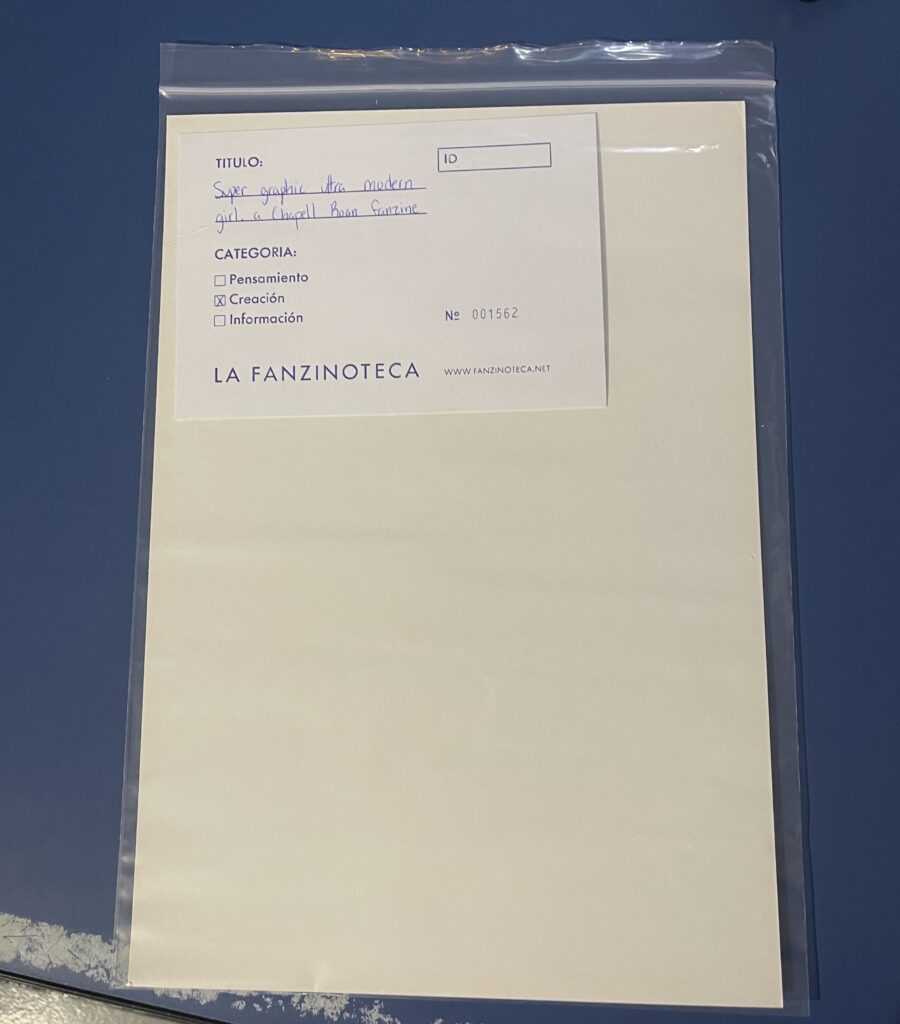 TITULO:
ID
Super graphic ultra modern
girl. a Chapell Roan fanzine
CATEGORIA:
☐ Pensamiento
☒ Creación
☐ Información
Nº 001562
LA FANZINOTECA
WWW.FANZINOTECA.NET